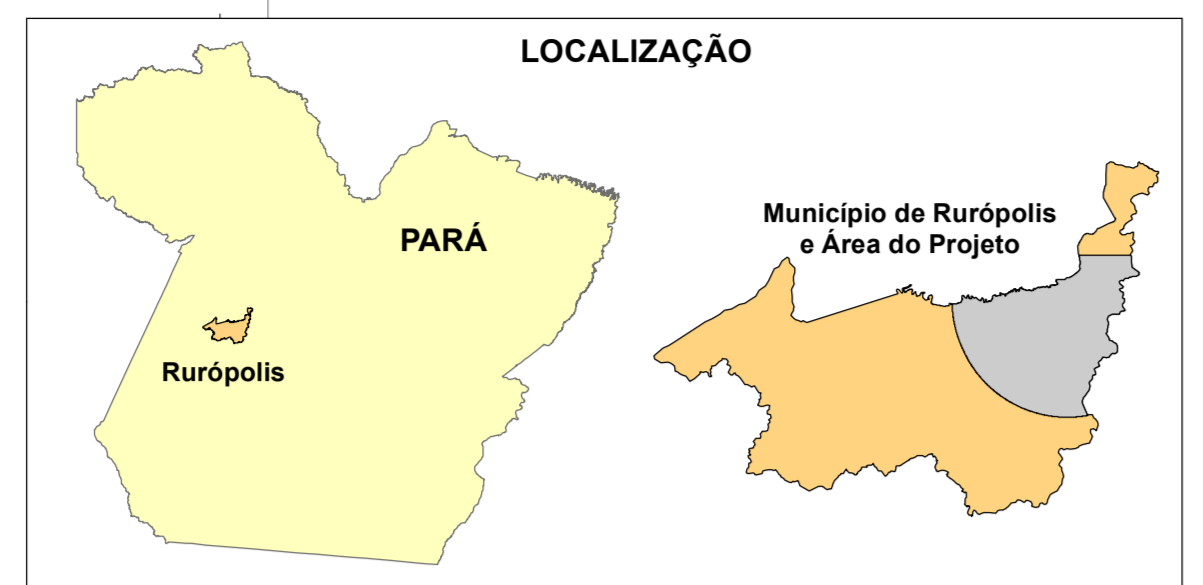 LOCALIZAÇÃO
PARÁ
Rurópolis
Município de Rurópolis
e Área do Projeto